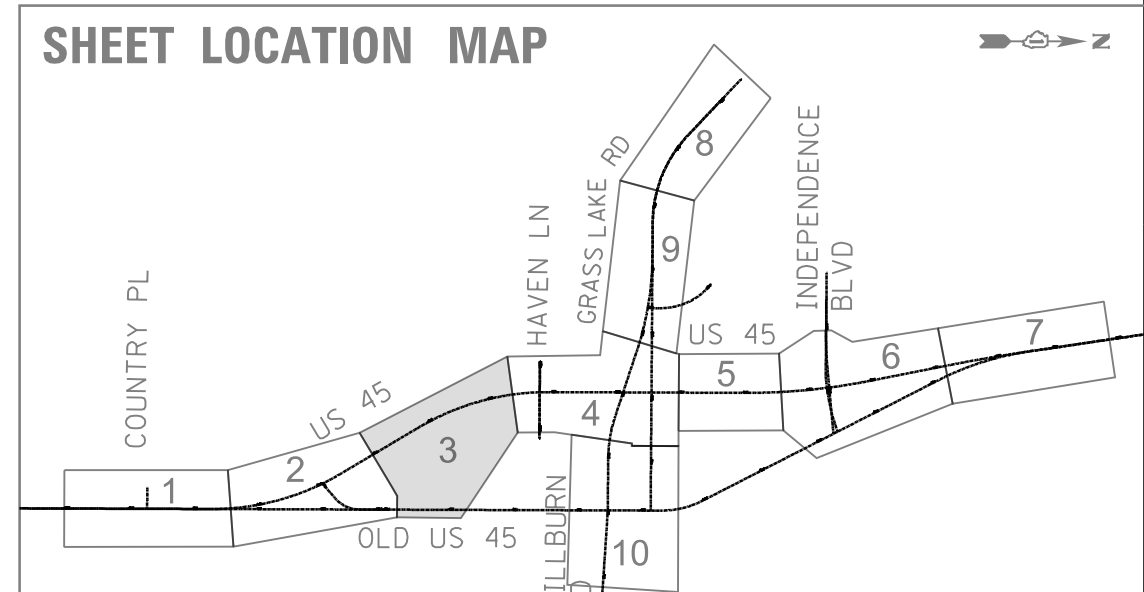 SHEET LOCATION MAP
N
8
GRASS LAKE RD
INDEPENDENCE
BLVD
HAVEN LN
9
COUNTRY PL
US 45
7
6
5
US 45
4
3
2
1
OLD US 45
10